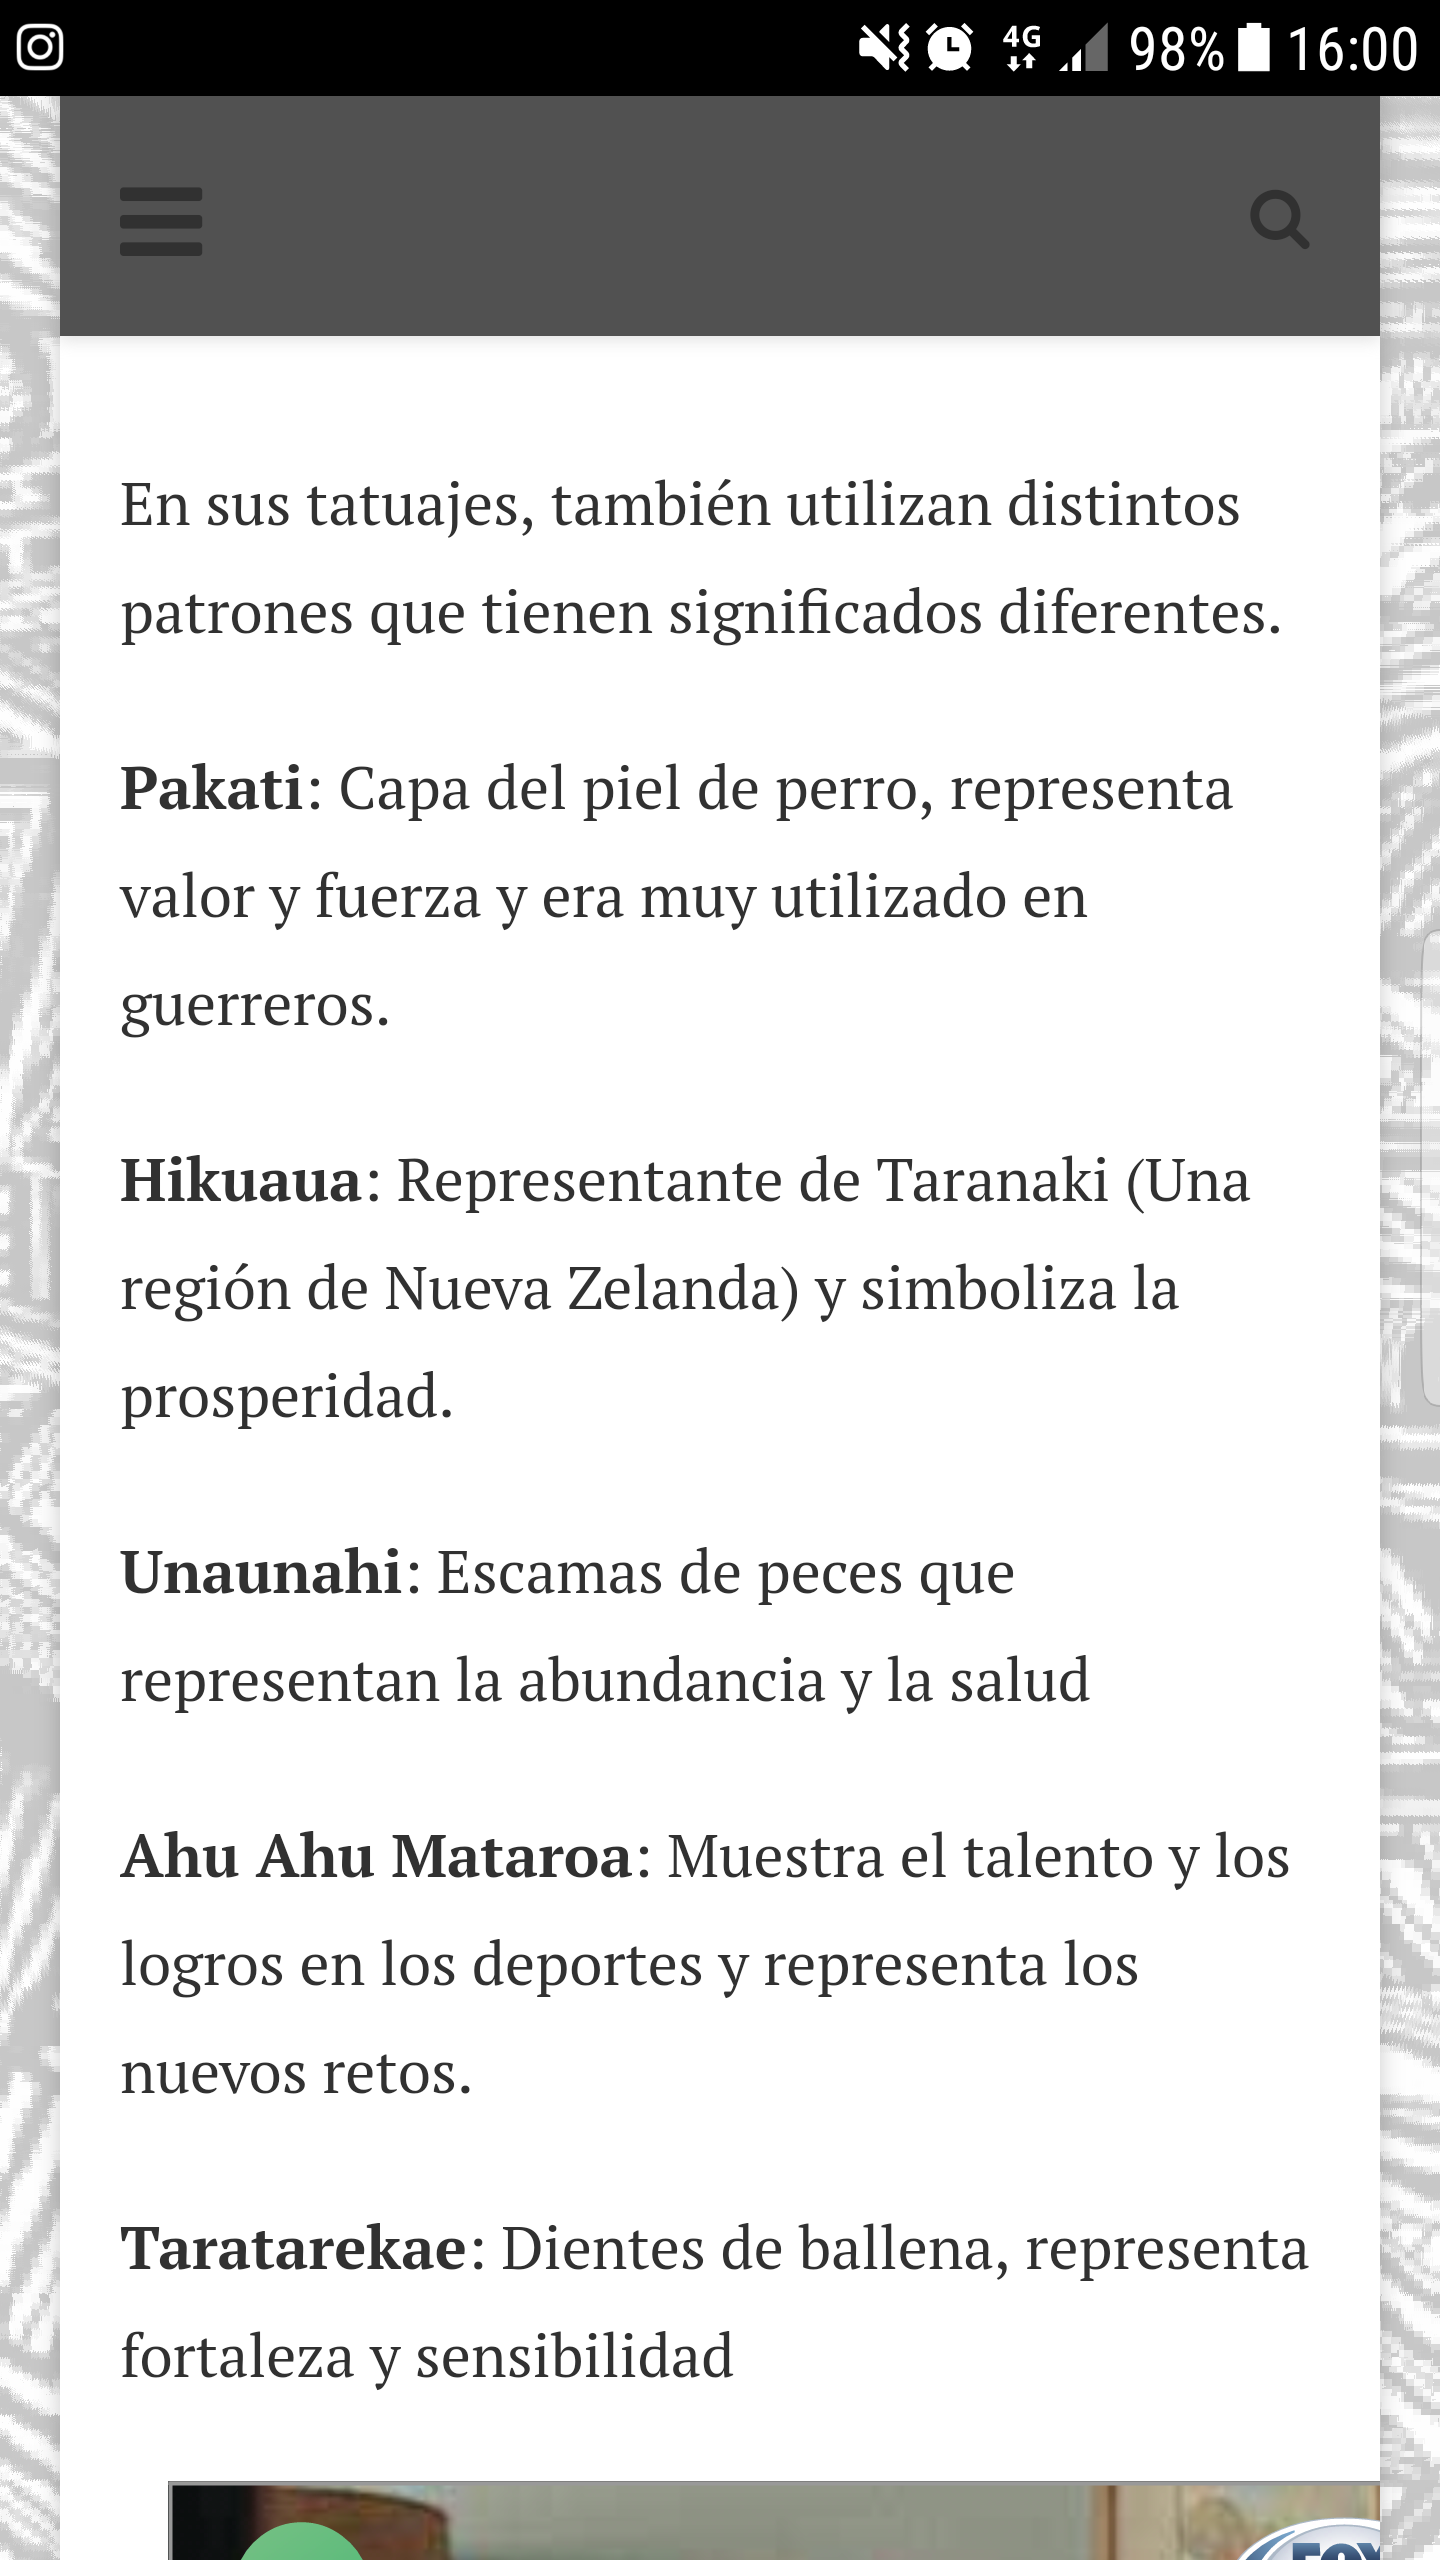 4G 98% 16:00
En sus tatuajes, también utilizan distintos
patrones que tienen significados diferentes.
Pakati: Capa del piel de perro, representa
valor y fuerza y era muy utilizado en
guerreros.
Hikuaua: Representante de Taranaki (Una
región de Nueva Zelanda) y simboliza la
prosperidad.
Unaunahi: Escamas de peces que
representan la abundancia y la salud
Ahu Ahu Mataroa: Muestra el talento y los
logros en los deportes y representa los
nuevos retos.
Taratarekae: Dientes de ballena, representa
fortaleza y sensibilidad
FOX